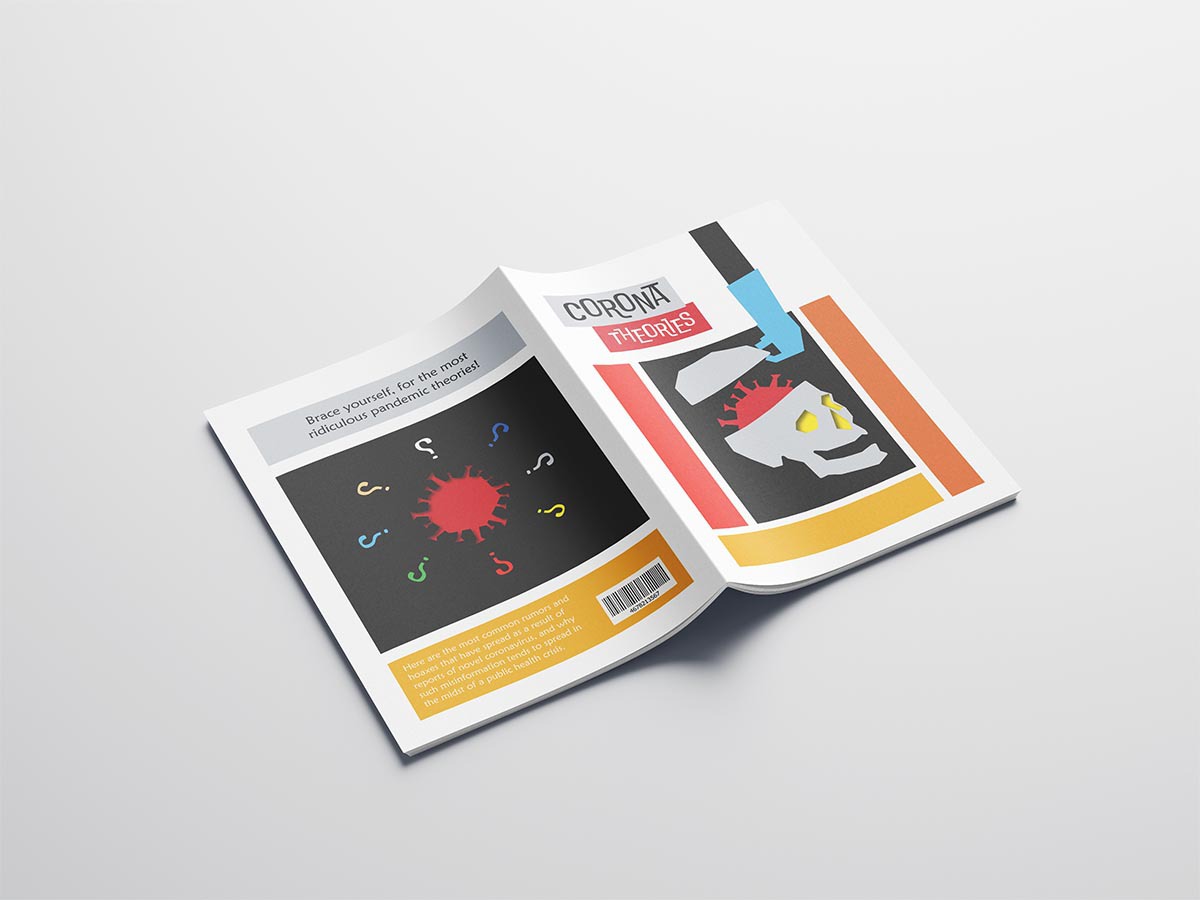 CORONA
THEORIES
Brace yourself, for the most
ridiculous pandemic theories!
? ? ? ? ? ? ? ? ?
Here are the most common rumors and
hoaxes that have spread as a result of
reports of novel coronavirus, and why
such misinformation tends to spread in
the midst of a public health crisis.
4678213567